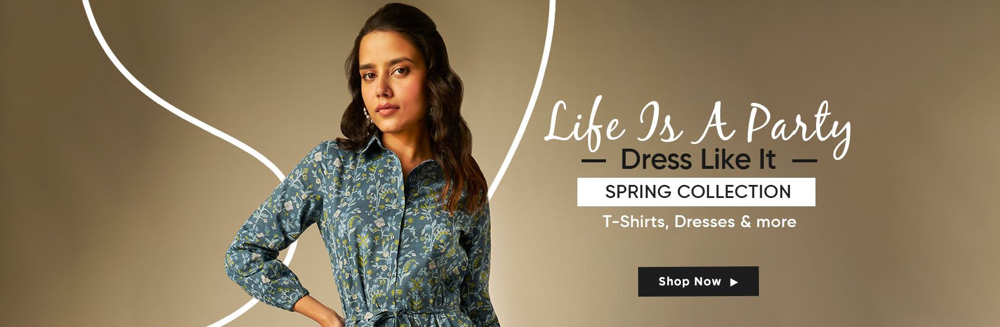 Life Is A Party
— Dress Like It —
SPRING COLLECTION
T-Shirts, Dresses & more
Shop Now ▶